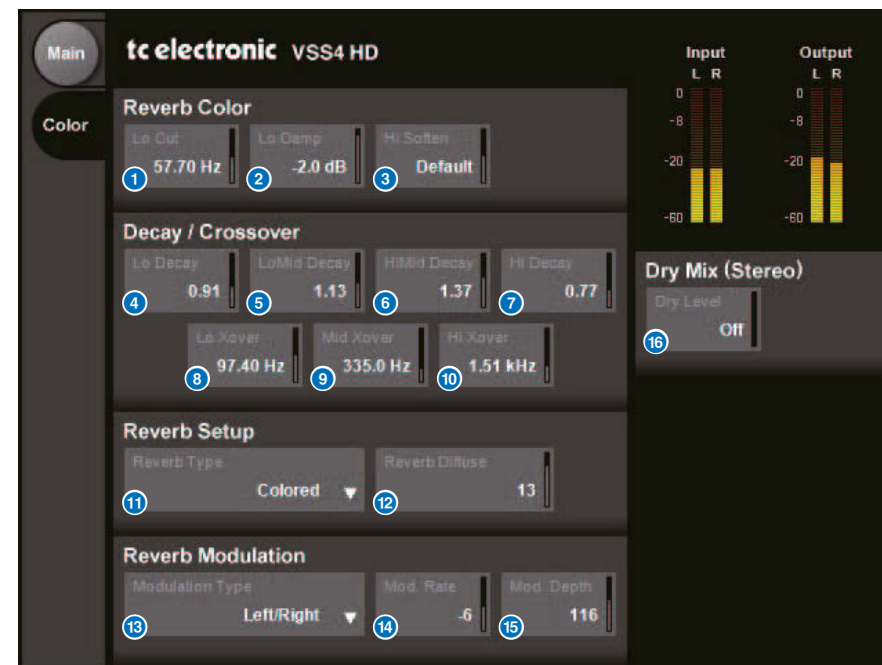 Main
Color
tc electronic VSS4 HD
Reverb Color
Lo Cut
57.70 Hz
1
Lo Damp
-2.0 dB
2
Hi Soften
Default
3
Decay / Crossover
Lo Decay
0.91
4
LoMid Decay
1.13
5
HiMid Decay
1.37
6
Hi Decay
0.77
7
Lo Xover
97.40 Hz
8
Mid Xover
335.0 Hz
9
Hi Xover
1.51 kHz
10
Reverb Setup
Reverb Type
Colored
11
Reverb Diffuse
13
12
Reverb Modulation
Modulation Type
Left/Right
13
Mod. Rate
-6
14
Mod. Depth
116
15
Input
L R
0
-8
-20
-60
Output
L R
0
-8
-20
-60
Dry Mix (Stereo)
Dry Level
Off
16